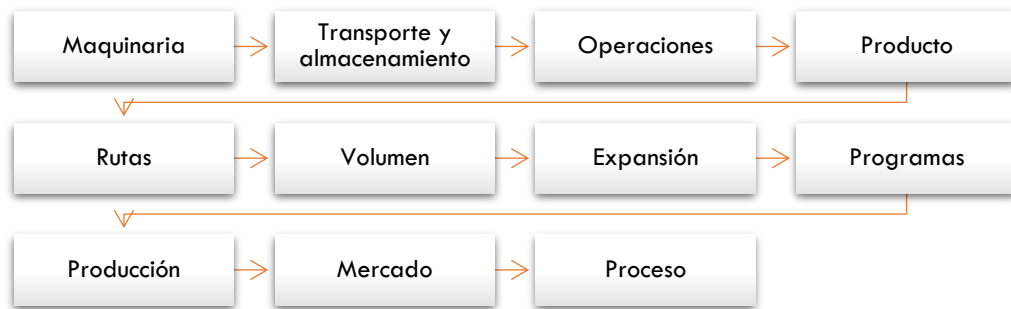 Maquinaria
Transporte y
almacenamiento
Operaciones
Producto
Rutas
Volumen
Expansión
Programas
Producción
Mercado
Proceso